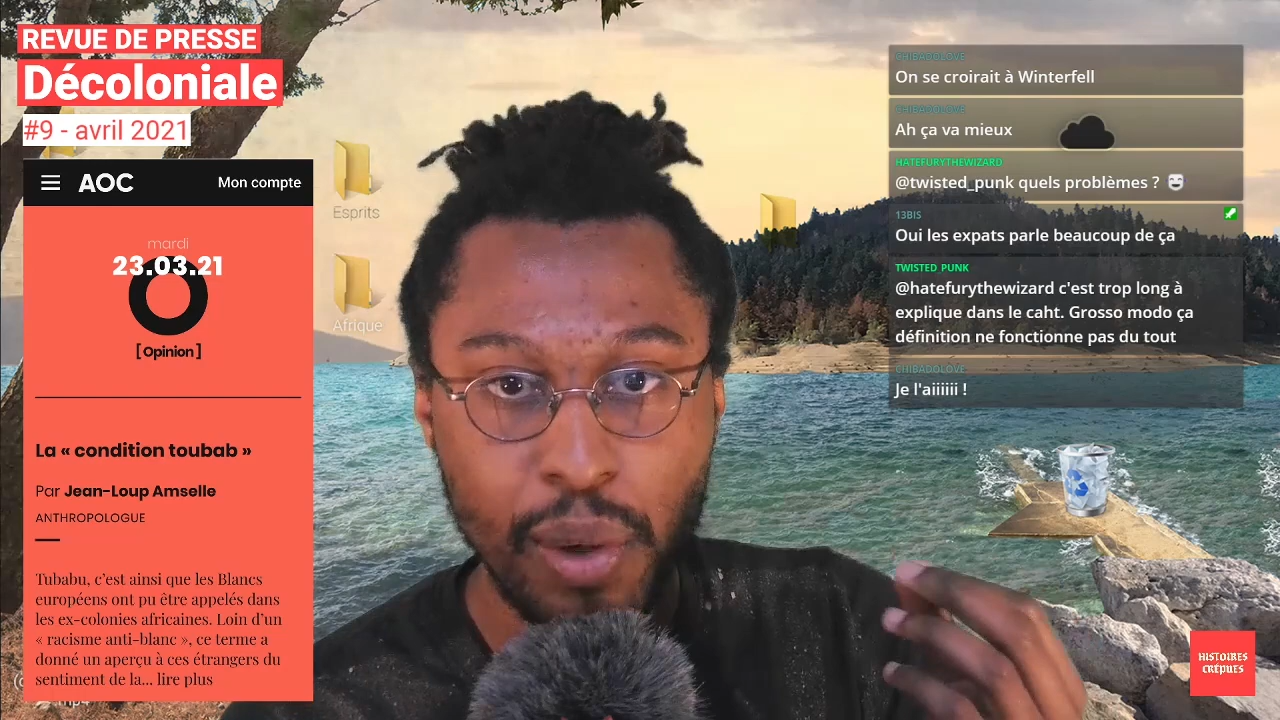 REVUE DE PRESSE
Décoloniale
#9 - avril 2021
AOC
Mon compte
mardi
23.03.21
[ Opinion ]
La « condition toubab »
Par Jean-Loup Amselle
ANTHROPOLOGUE
Tubabu, c’est ainsi que les Blancs
européens ont pu être appelés dans
les ex-colonies africaines. Loin d’un
« racisme anti-blanc », ce terme a
donné un aperçu à ces étrangers du
sentiment de la... lire plus
.mp4
Esprits
Afrique
CHIBADOLOVE
On se croirait à Winterfell
CHIBADOLOVE
Ah ça va mieux
HATEFURYTHEWIZARD
@twisted_punk quels problèmes ?
13BIS
Oui les expats parle beaucoup de ça
TWISTED_PUNK
@hatefurythewizard c'est trop long à
explique dans le caht. Grosso modo ça
définition ne fonctionne pas du tout
CHIBADOLOVE
Je l'aiiiiii !
HISTOIRES
CRÉPUES